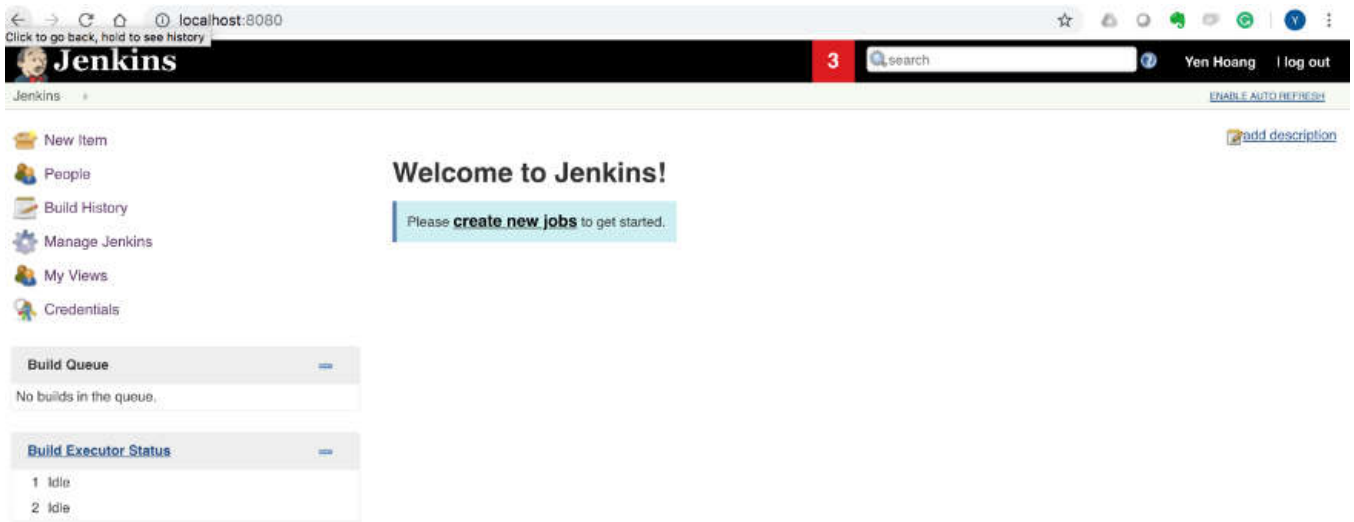 localhost:8080
Click to go back, hold to see history
Jenkins
3
search
Yen Hoang
| log out
Jenkins
ENABLE AUTO REFRESH
New Item
add description
People
Welcome to Jenkins!
Build History
Please create new jobs to get started.
Manage Jenkins
My Views
Credentials
Build Queue
No builds in the queue.
Build Executor Status
1 Idle
2 Idle